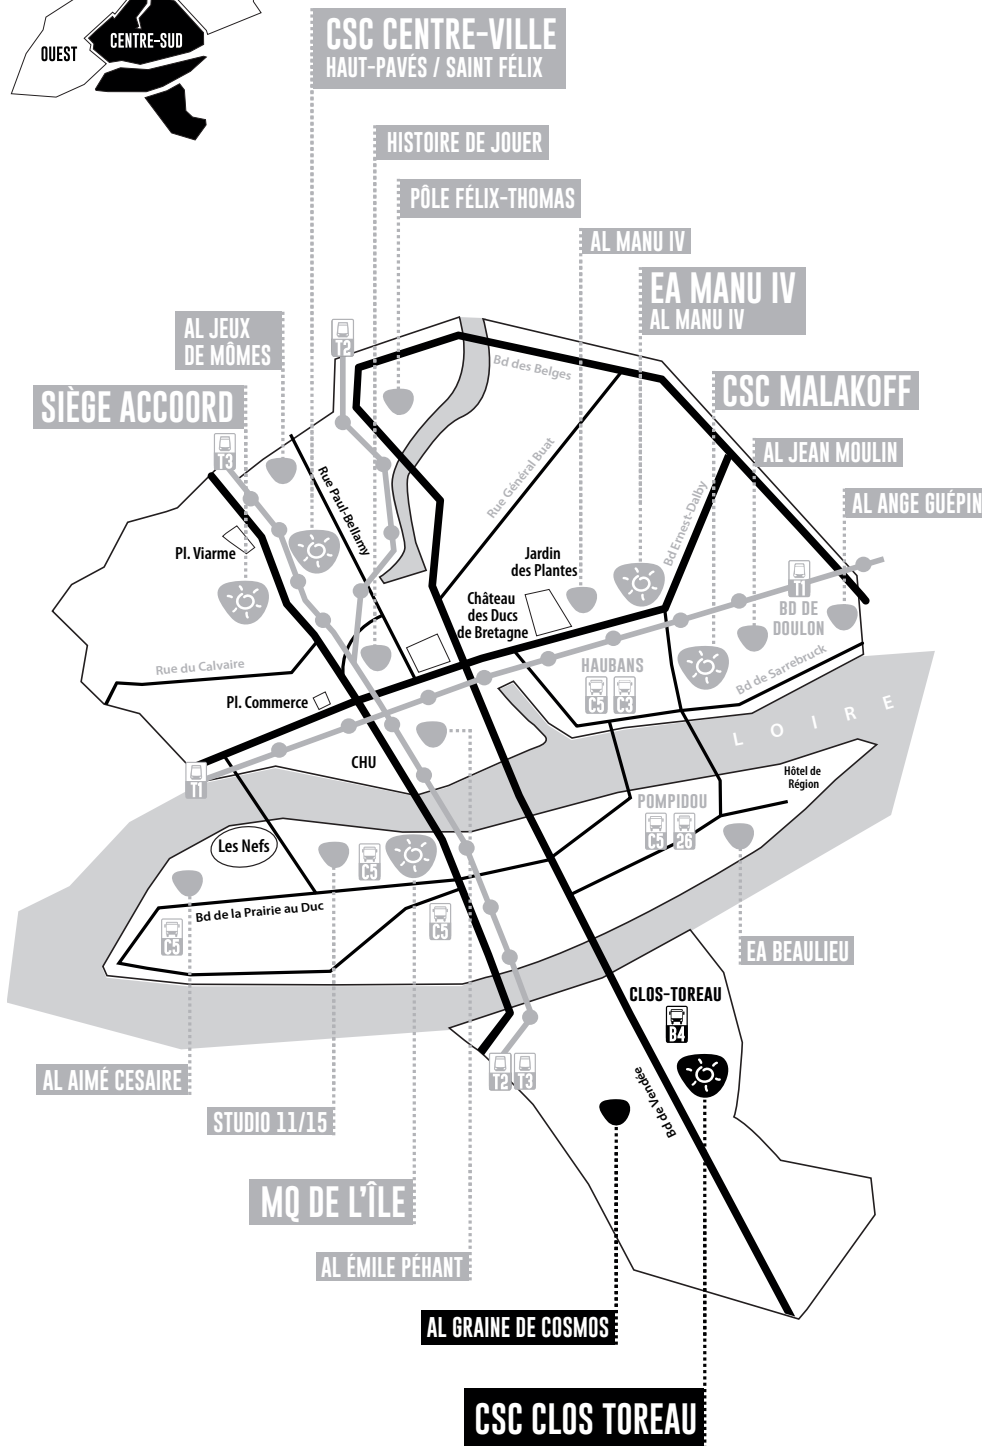 CENTRE-SUD
OUEST
CSC CENTRE-VILLE
HAUT-PAVÉS / SAINT FÉLIX
HISTOIRE DE JOUER
PÔLE FÉLIX-THOMAS
AL MANU IV
EA MANU IV
AL MANU IV
AL JEUX
DE MÔMES
T2
Bd des Belges
SIÈGE ACCOORD
CSC MALAKOFF
T3
AL JEAN MOULIN
Rue Paul-Bellamy
Rue Général Buat
Bd Ernest-Dalby
AL ANGE GUÉPIN
Pl. Viarme
Jardin
des Plantes
T1
Château
des Ducs
de Bretagne
BD DE
DOULON
Rue du Calvaire
HAUBANS
C5
C3
Bd de Sarrebruck
Pl. Commerce
LOIRE
CHU
T1
Hôtel de
Région
POMPIDOU
C5
26
Les Nefs
C5
Bd de la Prairie au Duc
C5
C5
EA BEAULIEU
CLOS-TOREAU
B4
T2
T3
AL AIMÉ CESAIRE
Bd de Vendée
STUDIO 11/15
MQ DE L'ÎLE
AL ÉMILE PÉHANT
AL GRAINE DE COSMOS
CSC CLOS TOREAU